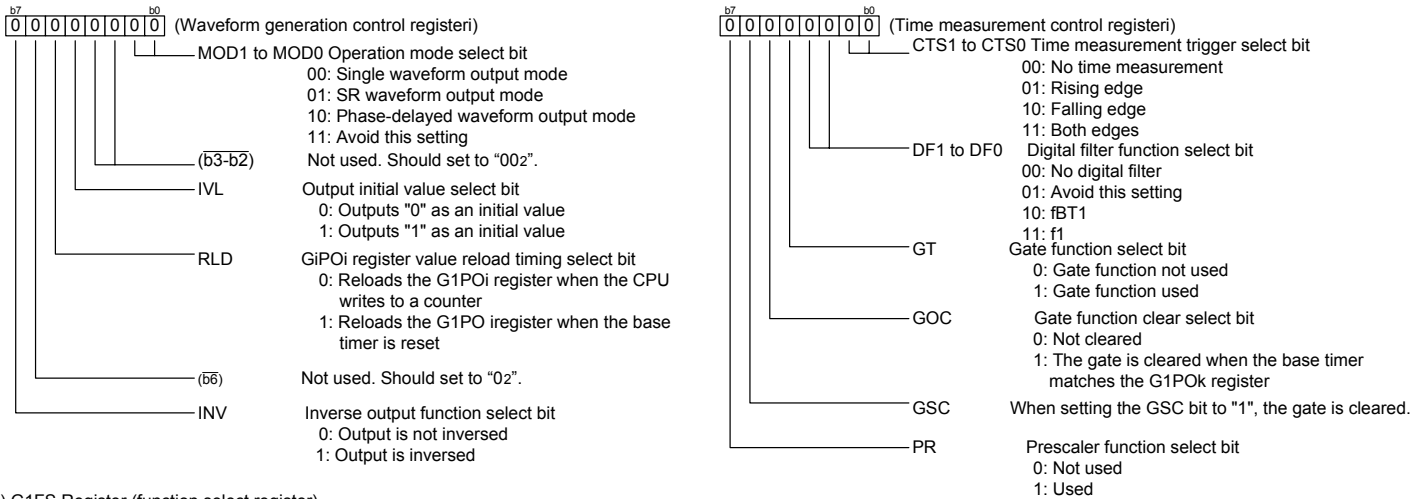 b7 b0
0 0 0 0 0 0 0 0 (Waveform generation control registeri)
MOD1 to MOD0 Operation mode select bit
00: Single waveform output mode
01: SR waveform output mode
10: Phase-delayed waveform output mode
11: Avoid this setting
(b3-b2) Not used. Should set to “002”.
IVL Output initial value select bit
0: Outputs "0" as an initial value
1: Outputs "1" as an initial value
RLD GiPOi register value reload timing select bit
0: Reloads the G1POi register when the CPU
writes to a counter
1: Reloads the G1PO iregister when the base
timer is reset
(b6) Not used. Should set to “02”.
INV Inverse output function select bit
0: Output is not inversed
1: Output is inversed
b7 b0
0 0 0 0 0 0 0 0 (Time measurement control registeri)
CTS1 to CTS0 Time measurement trigger select bit
00: No time measurement
01: Rising edge
10: Falling edge
11: Both edges
DF1 to DF0 Digital filter function select bit
00: No digital filter
01: Avoid this setting
10: fBT1
11: f1
GT Gate function select bit
0: Gate function not used
1: Gate function used
GOC Gate function clear select bit
0: Not cleared
1: The gate is cleared when the base timer
matches the G1POk register
GSC When setting the GSC bit to "1", the gate is cleared.
PR Prescaler function select bit
0: Not used
1: Used